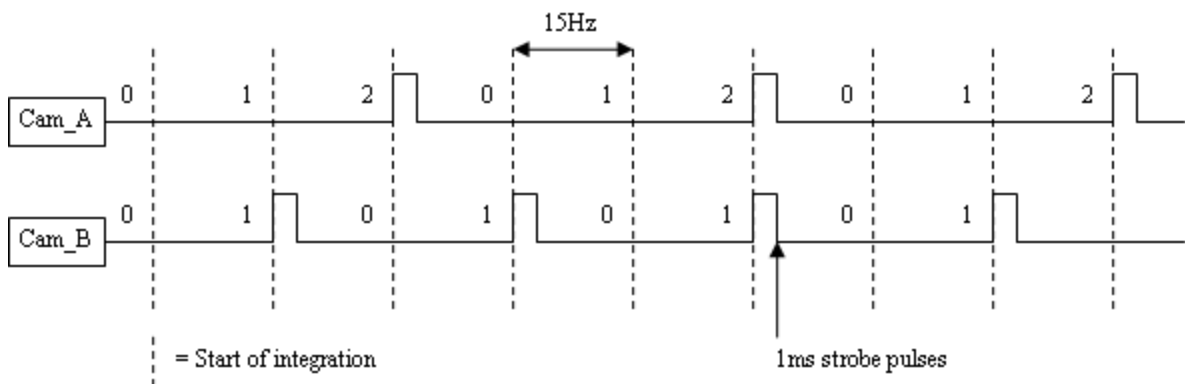 15Hz
Cam_A 0 1 2 0 1 2 0 1 2
Cam_B 0 1 0 1 0 1 0 1
= Start of integration
1ms strobe pulses